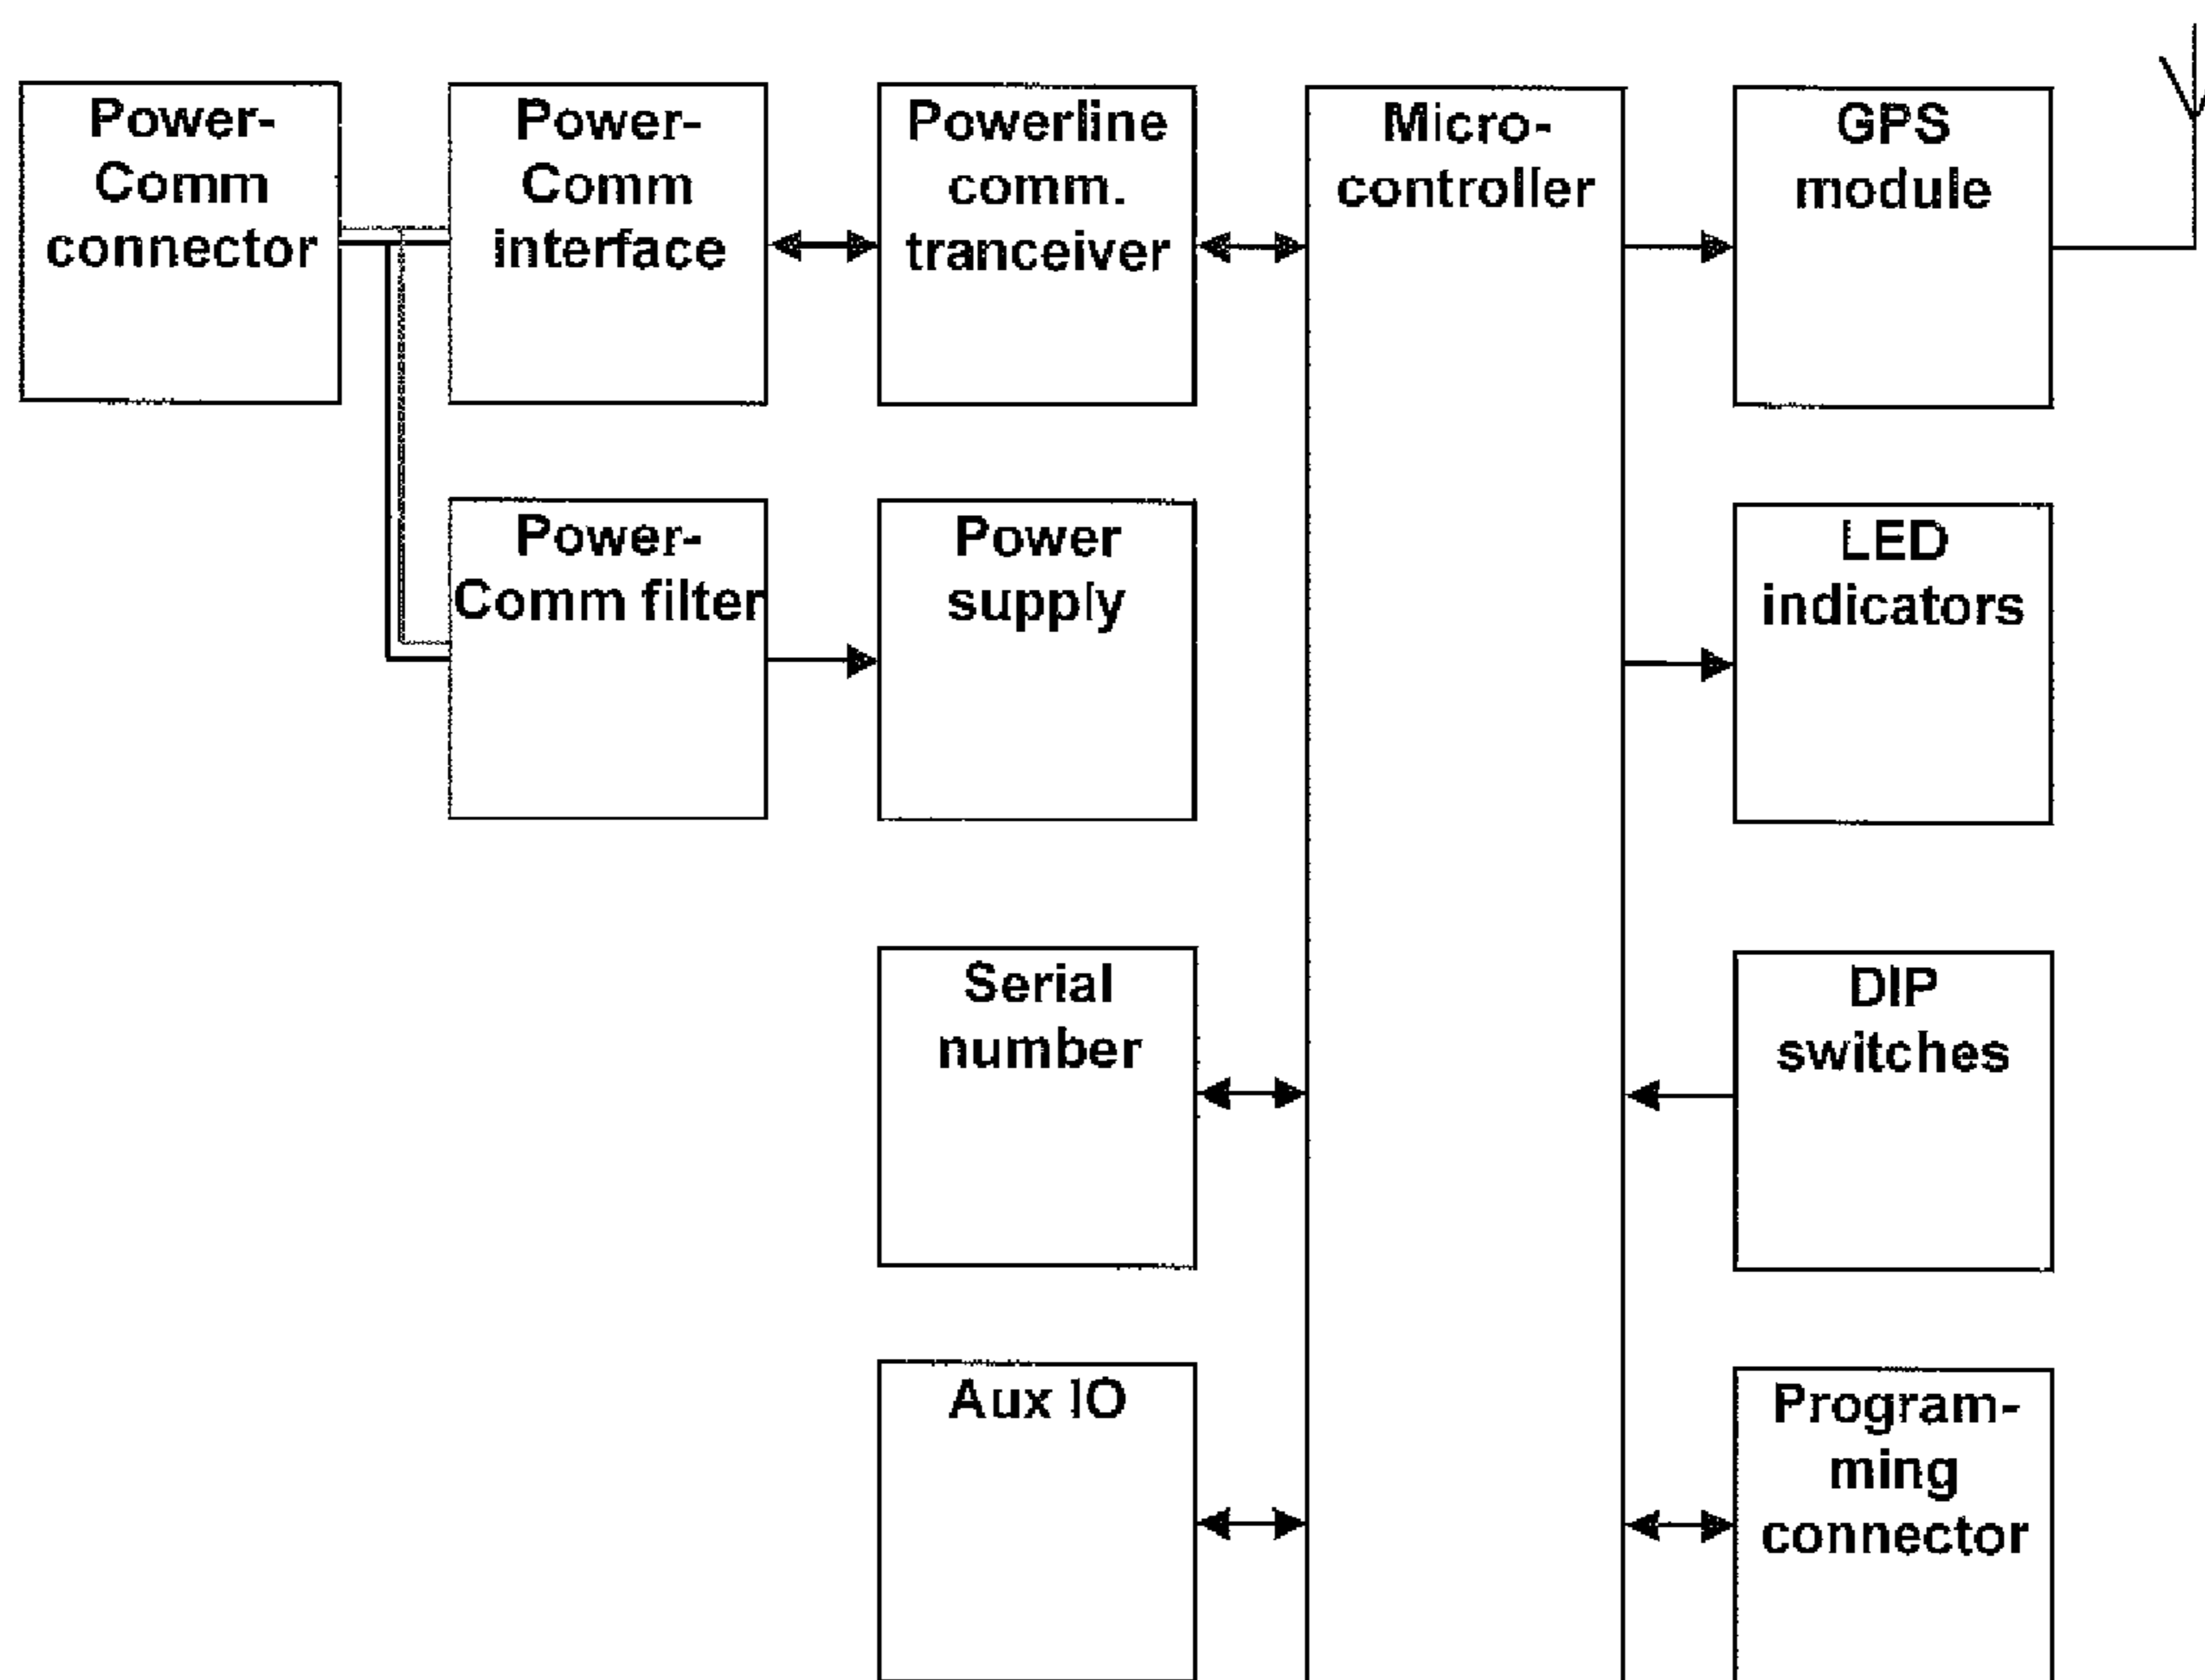 Power-
Comm
connector
Power-
Comm
interface
Powerline
comm.
tranceiver
Micro-
controller
GPS
module
Power-
Comm filter
Power
supply
LED
indicators
Serial
number
DIP
switches
Aux IO
Program-
ming
connector